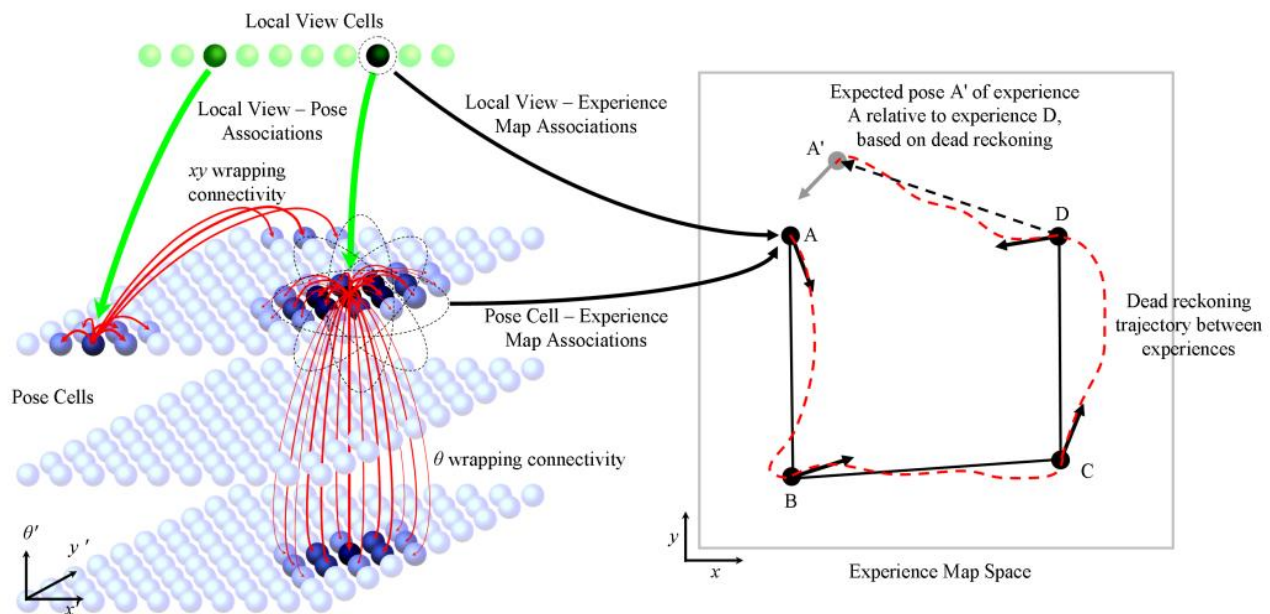 Local View Cells
Local View – Pose
Associations
Local View – Experience
Map Associations
xy wrapping
connectivity
Pose Cell – Experience
Map Associations
Pose Cells
θ wrapping connectivity
θ'
y '
x'
Expected pose A' of experience
A relative to experience D,
based on dead reckoning
A'
A
D
Dead reckoning
trajectory between
experiences
B
C
y
x
Experience Map Space